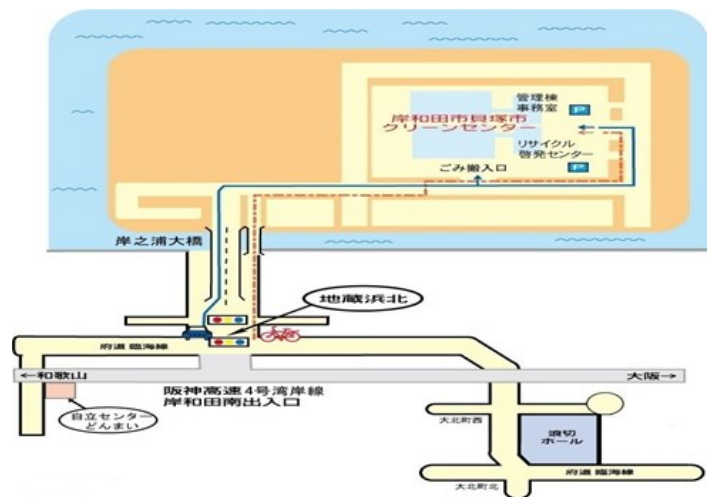 管理棟
事務室
P
岸和田市貝塚市
クリーンセンター
リサイクル
啓発センター
P
ごみ搬入口
岸之浦大橋
地蔵浜北
府道 臨海線
←和歌山
大阪→
阪神高速4号湾岸線
岸和田南出入口
自立センター
どんまい
大北町西
浪切
ホール
府道 臨海線
大北町北